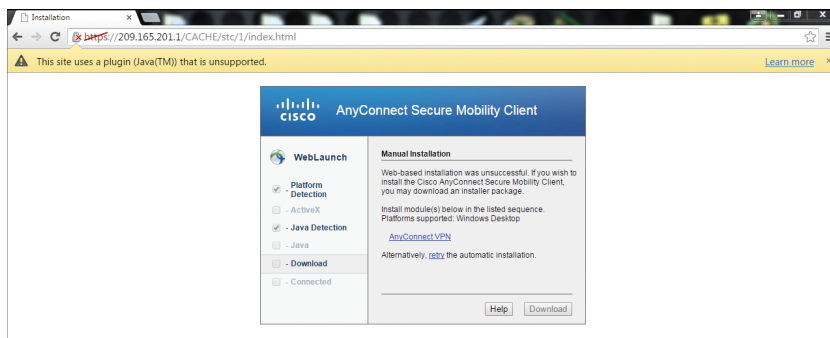 Installation
https://209.165.201.1/CACHE/stc/1/index.html
This site uses a plugin (Java(TM)) that is unsupported.
Learn more
CISCO
AnyConnect Secure Mobility Client
WebLaunch
- Platform
Detection
- ActiveX
- Java Detection
- Java
- Download
- Connected
Manual Installation
Web-based installation was unsuccessful. If you wish to
install the Cisco AnyConnect Secure Mobility Client,
you may download an installer package.
Install module(s) below in the listed sequence.
Platforms supported: Windows Desktop
AnyConnect VPN
Alternatively, retry the automatic installation.
Help
Download